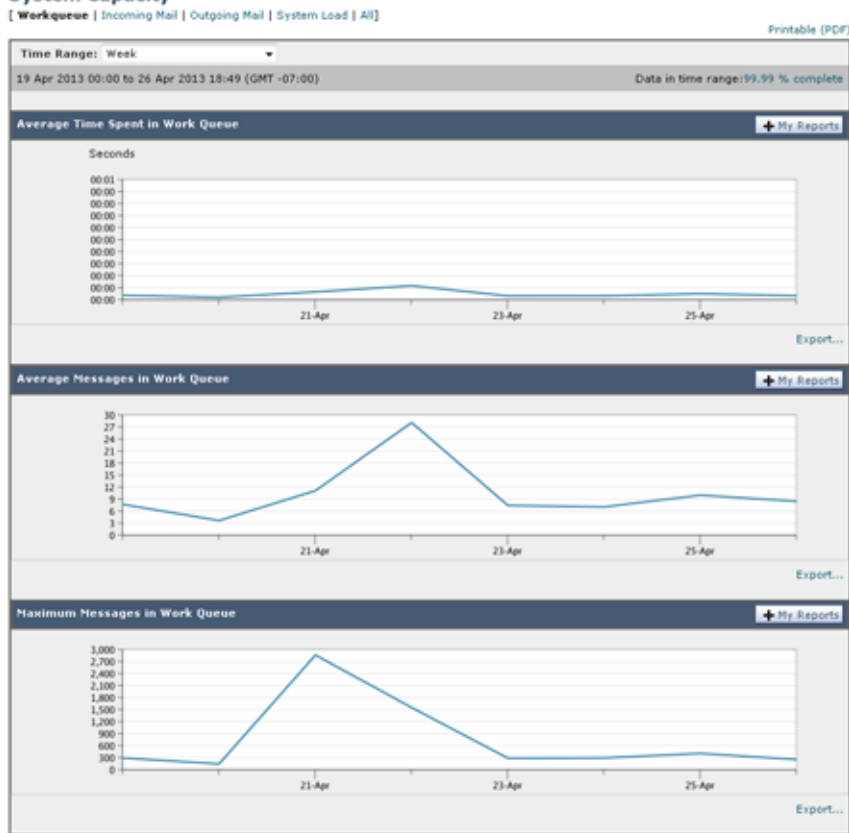 System Capacity
[ Workqueue | Incoming Mail | Outgoing Mail | System Load | All]
Printable (PDF)
Time Range: Week
19 Apr 2013 00:00 to 26 Apr 2013 18:49 (GMT -07:00)
Data in time range:99.99 % complete
Average Time Spent in Work Queue
My Reports
Seconds
00:01
00:00
00:00
00:00
00:00
00:00
00:00
00:00
00:00
00:00
00:00
21-Apr
23-Apr
25-Apr
Export...
Average Messages in Work Queue
My Reports
30
27
24
21
18
15
12
9
6
3
0
21-Apr
23-Apr
25-Apr
Export...
Maximum Messages in Work Queue
My Reports
3,000
2,700
2,400
2,100
1,800
1,500
1,200
900
600
300
0
21-Apr
23-Apr
25-Apr
Export...